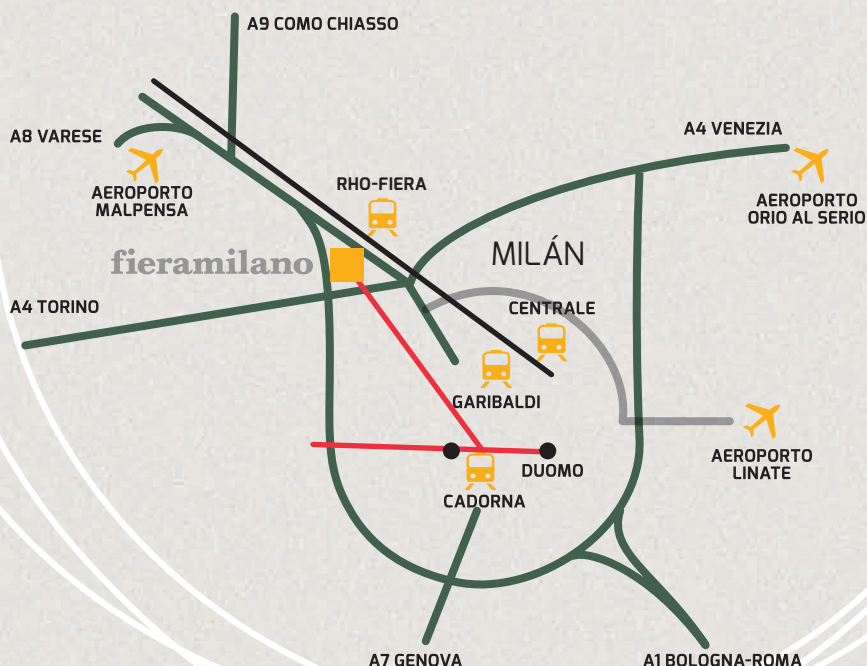 A9 COMO CHIASSO
A8 VARESE
A4 VENEZIA
AEROPORTO
MALPENSA
RHO-FIERA
AEROPORTO
ORIO AL SERIO
fieramilano
MILÁN
A4 TORINO
CENTRALE
GARIBALDI
AEROPORTO
LINATE
DUOMO
CADORNA
A7 GENOVA
A1 BOLOGNA-ROMA